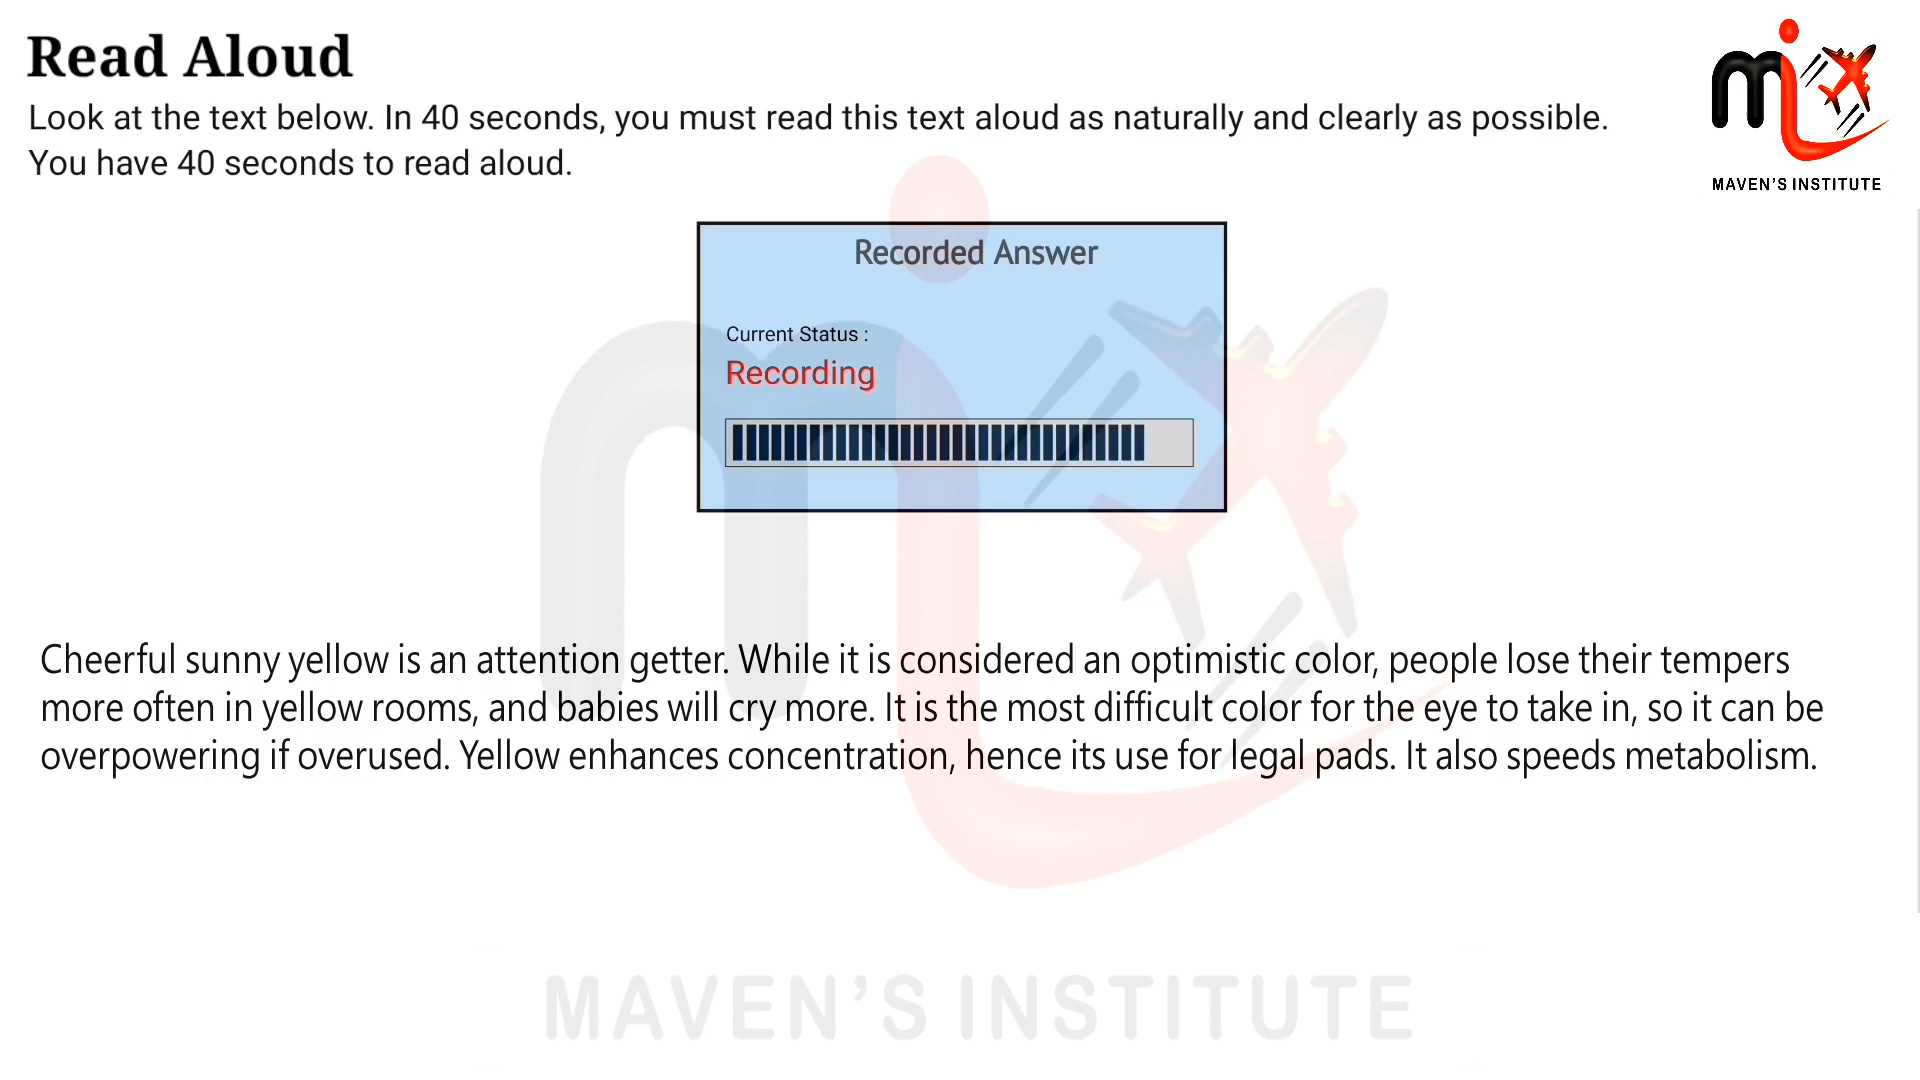 Read Aloud
Look at the text below. In 40 seconds, you must read this text aloud as naturally and clearly as possible.
You have 40 seconds to read aloud.
MAVEN'S INSTITUTE
Recorded Answer
Current Status :
Recording
Cheerful sunny yellow is an attention getter. While it is considered an optimistic color, people lose their tempers
more often in yellow rooms, and babies will cry more. It is the most difficult color for the eye to take in, so it can be
overpowering if overused. Yellow enhances concentration, hence its use for legal pads. It also speeds metabolism.
MAVEN'S INSTITUTE